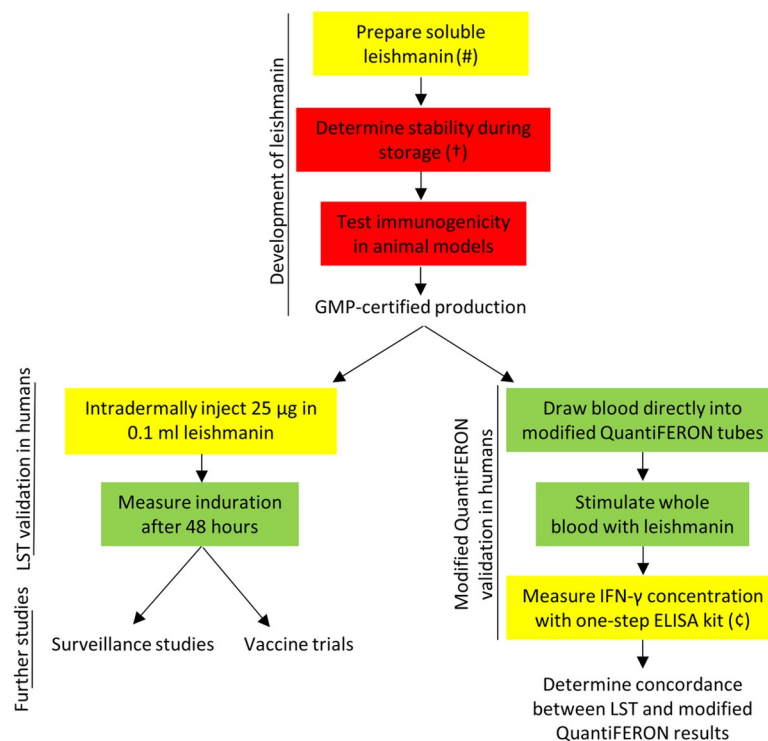 Development of leishmanin
Prepare soluble
leishmanin (#)
Determine stability during
storage (†)
Test immunogenicity
in animal models
GMP-certified production
LST validation in humans
Intradermally inject 25 µg in
0.1 ml leishmanin
Measure induration
after 48 hours
Further studies
Surveillance studies
Vaccine trials
Modified QuantiFERON
validation in humans
Draw blood directly into
modified QuantiFERON tubes
Stimulate whole
blood with leishmanin
Measure IFN-γ concentration
with one-step ELISA kit (¢)
Determine concordance
between LST and modified
QuantiFERON results